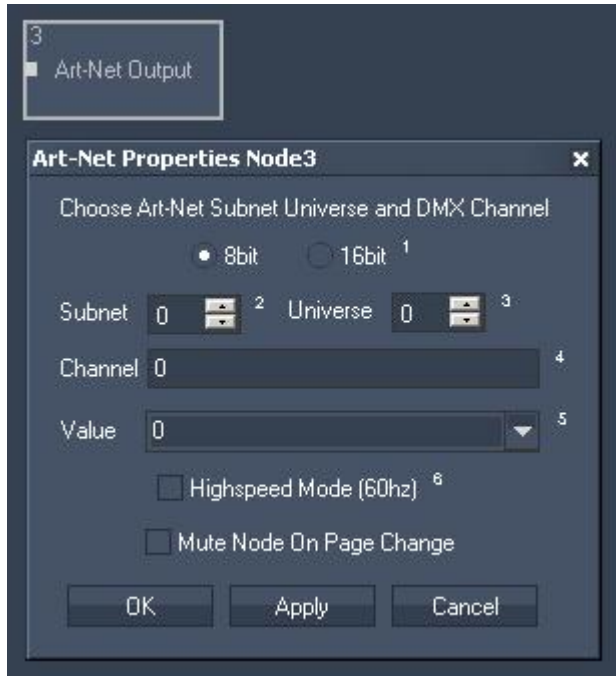 3
Art-Net Output
Art-Net Properties Node3
Choose Art-Net Subnet Universe and DMX Channel
8bit 16bit 1
Subnet 0 2 Universe 0 3
Channel 0 4
Value 0 5
Highspeed Mode (60hz) 6
Mute Node On Page Change
OK Apply Cancel